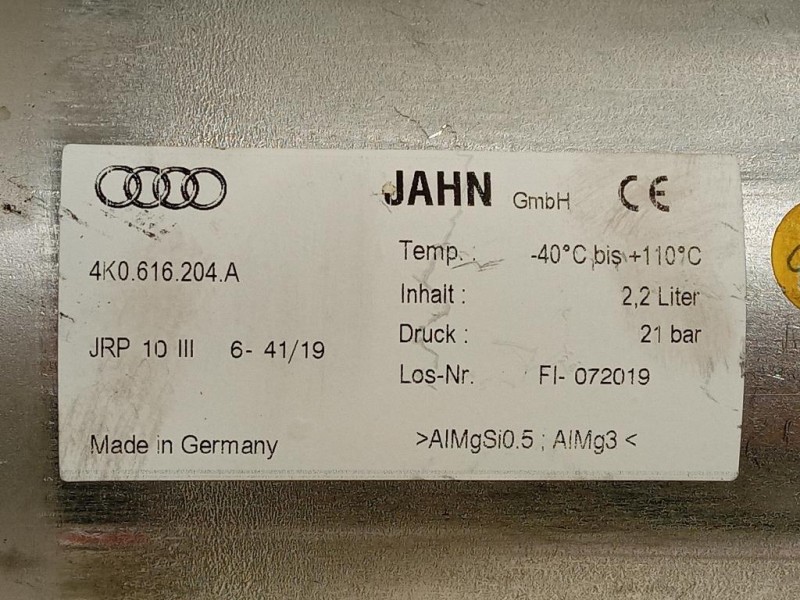 JAHN GmbH CE
4K0.616.204.A
Temp. : -40°C bis +110°C
Inhalt : 2,2 Liter
Druck : 21 bar
JRP 10 III 6- 41/19
Los-Nr. FI- 072019
Made in Germany
>AlMgSi0.5 ; AlMg3 <